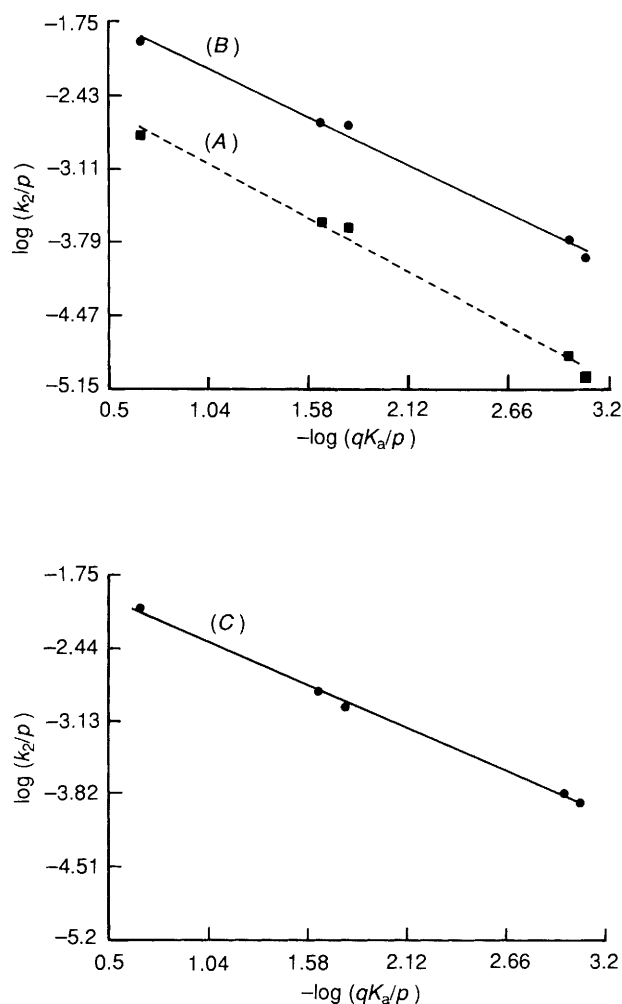 −1.75
(B)
−2.43
(A)
−3.11
−3.79
−4.47
−5.15
log (k₂/p)
0.5 1.04 1.58 2.12 2.66 3.2
−log (qKₐ/p)
−1.75
(C)
−2.44
−3.13
−3.82
−4.51
−5.2
log (k₂/p)
0.5 1.04 1.58 2.12 2.66 3.2
−log (qKₐ/p)